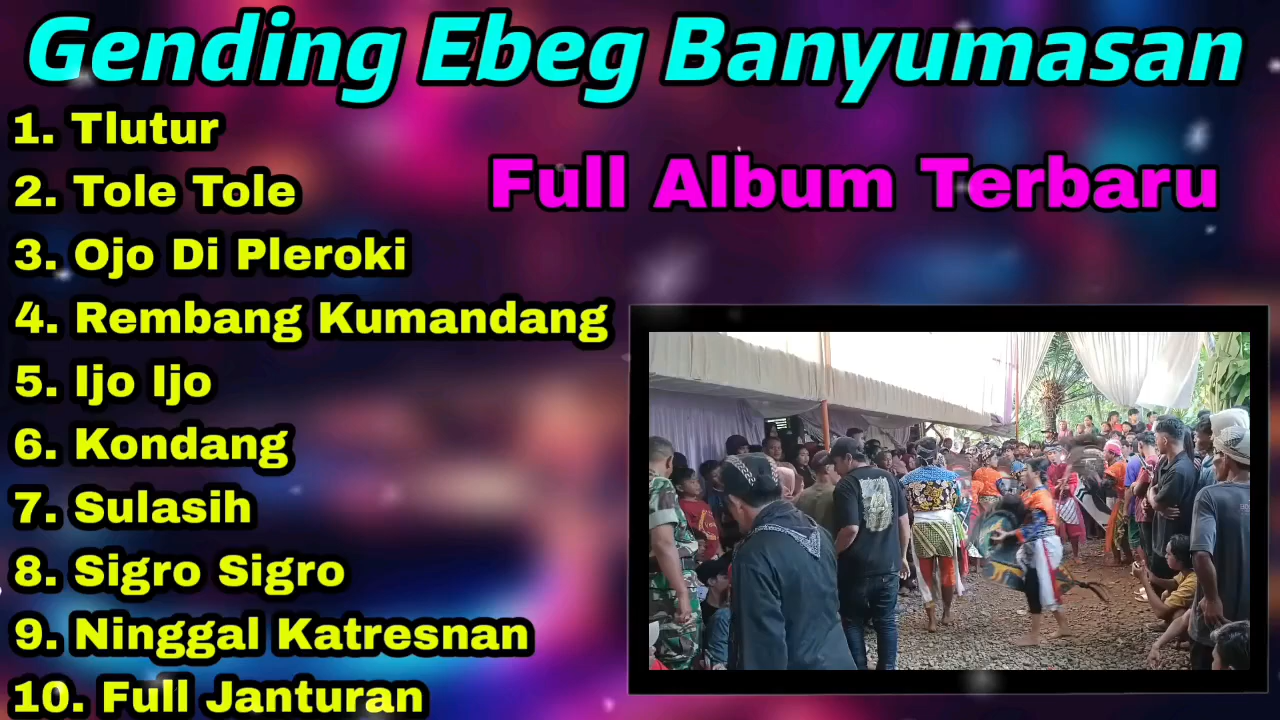 Gending Ebeg Banyumasan
Full Album Terbaru
1. Tlutur
2. Tole Tole
3. Ojo Di Pleroki
4. Rembang Kumandang
5. Ijo Ijo
6. Kondang
7. Sulasih
8. Sigro Sigro
9. Ninggal Katresnan
10. Full Janturan